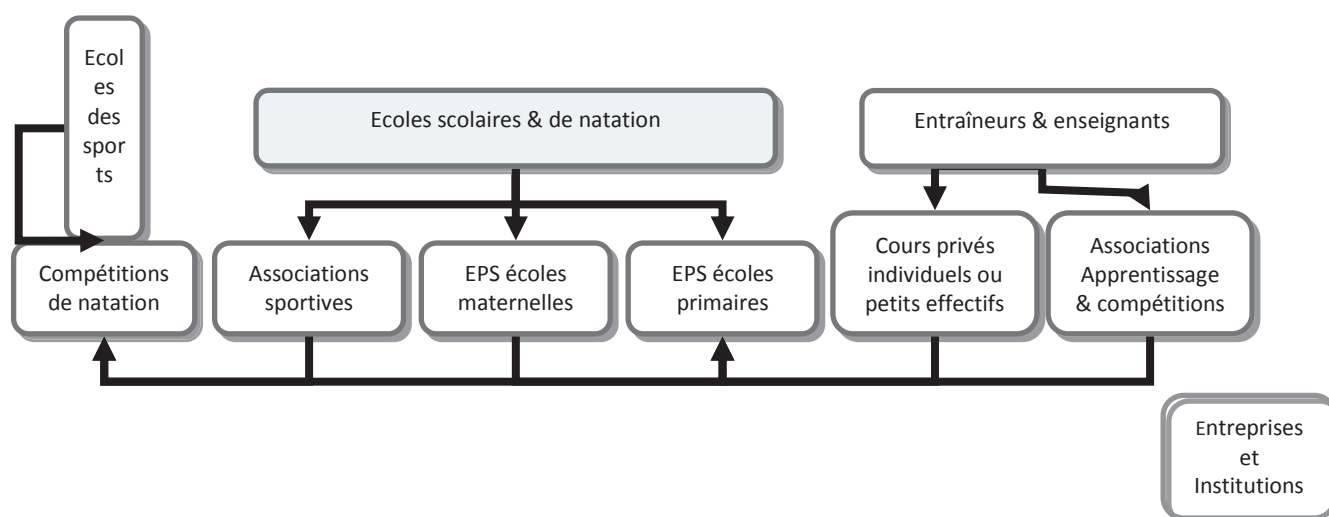 Ecol
es
des
spor
ts
Ecoles scolaires & de natation
Entraîneurs & enseignants
Compétitions
de natation
Associations
sportives
EPS écoles
maternelles
EPS écoles
primaires
Cours privés
individuels ou
petits effectifs
Associations
Apprentissage
& compétitions
Entreprises
et
Institutions